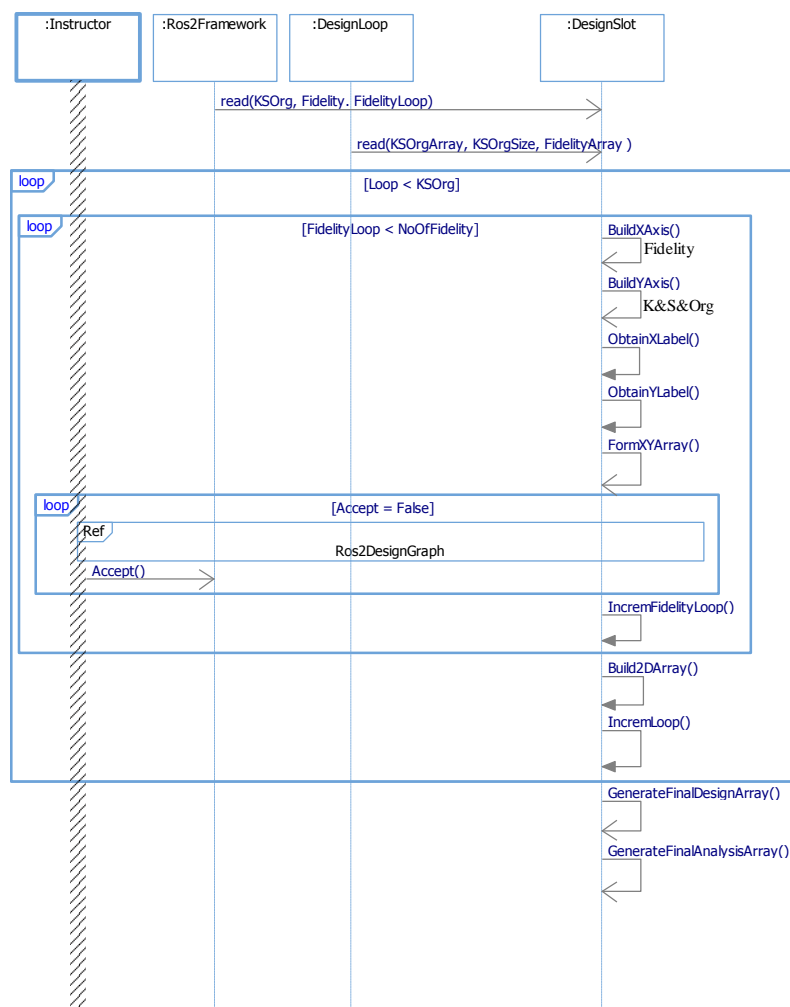 :Instructor
:Ros2Framework
:DesignLoop
:DesignSlot
read(KSOrg, Fidelity. FidelityLoop)
read(KSOrgArray, KSOrgSize, FidelityArray )
loop
[Loop < KSOrg]
loop
[FidelityLoop < NoOfFidelity]
BuildXAxis()
Fidelity
BuildYAxis()
K&S&Org
ObtainXLabel()
ObtainYLabel()
FormXYArray()
loop
[Accept = False]
Ref
Ros2DesignGraph
Accept()
IncremFidelityLoop()
Build2DArray()
IncremLoop()
GenerateFinalDesignArray()
GenerateFinalAnalysisArray()